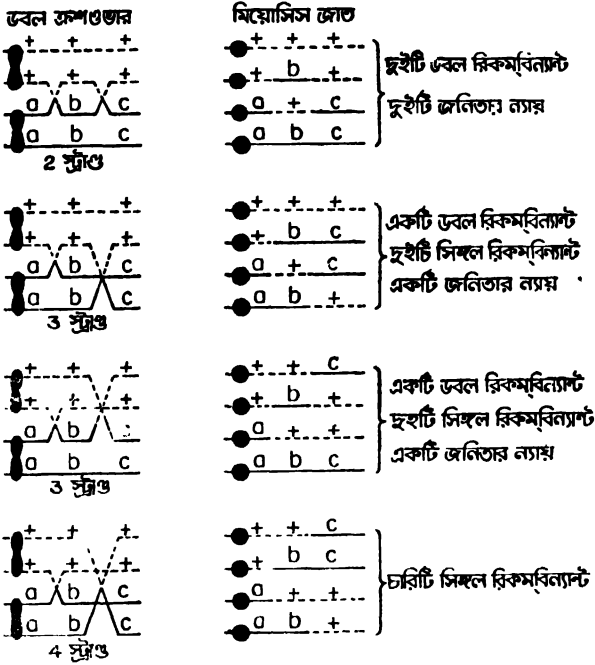 ডবল ক্রশওভার
মিয়োসিস জাত
+ + +
+ + +
a b c
a b c
2 স্ট্রাণ্ড
+ + +
+ b +
a + c
a b c
দুইটি ডবল রিকম্‌বিন্যান্ট
দুইটি জনিতার ন্যায়
+ + +
+ + +
a b c
a b c
3 স্ট্রাণ্ড
+ + +
+ b c
a + c
a b +
একটি ডবল রিকম্‌বিন্যান্ট
দুইটি সিঙ্গল রিকম্‌বিন্যান্ট
একটি জনিতার ন্যায়
+ + +
+ + +
a b
a b c
3 স্ট্রাণ্ড
+ + c
+ b +
a + +
a b c
একটি ডবল রিকম্‌বিন্যান্ট
দুইটি সিঙ্গল রিকম্‌বিন্যান্ট
একটি জনিতার ন্যায়
+ + +
+ + +
a b c
a b c
4 স্ট্রাণ্ড
+ + c
+ b c
a + +
a b +
চারিটি সিঙ্গল রিকম্‌বিন্যান্ট